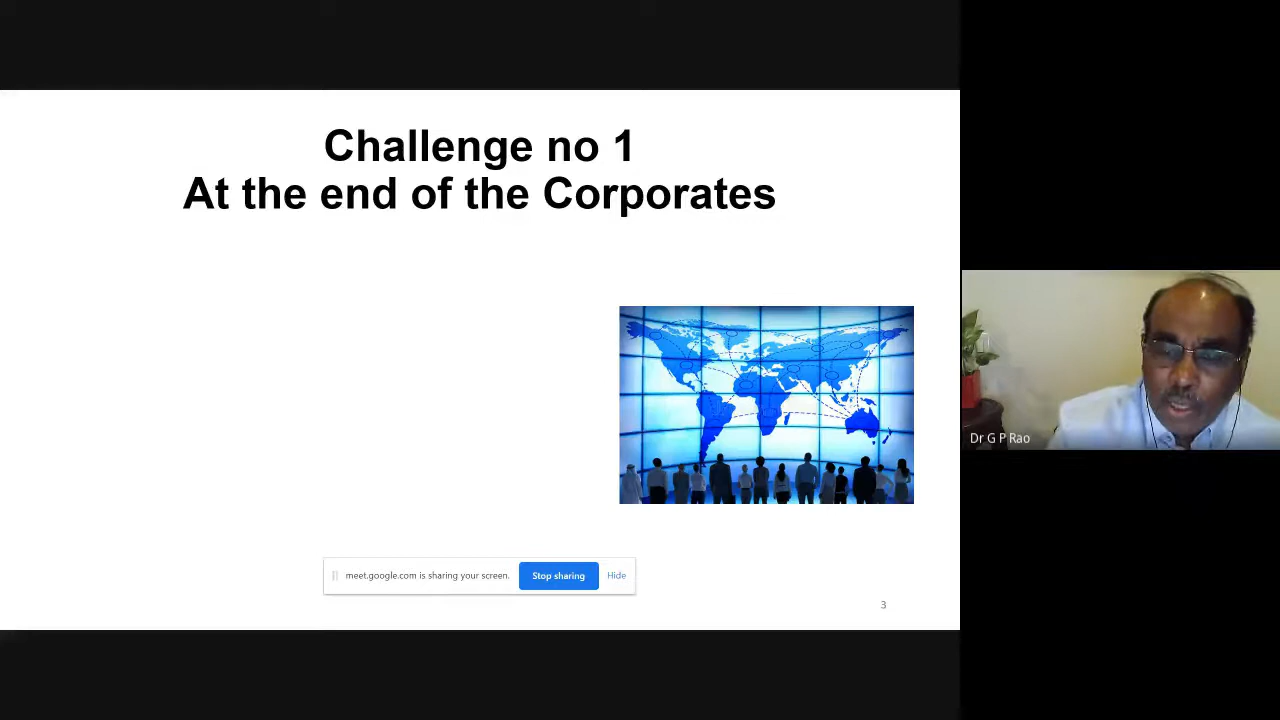 Challenge no 1
At the end of the Corporates
Dr G P Rao
meet.google.com is sharing your screen.
Stop sharing
Hide
3